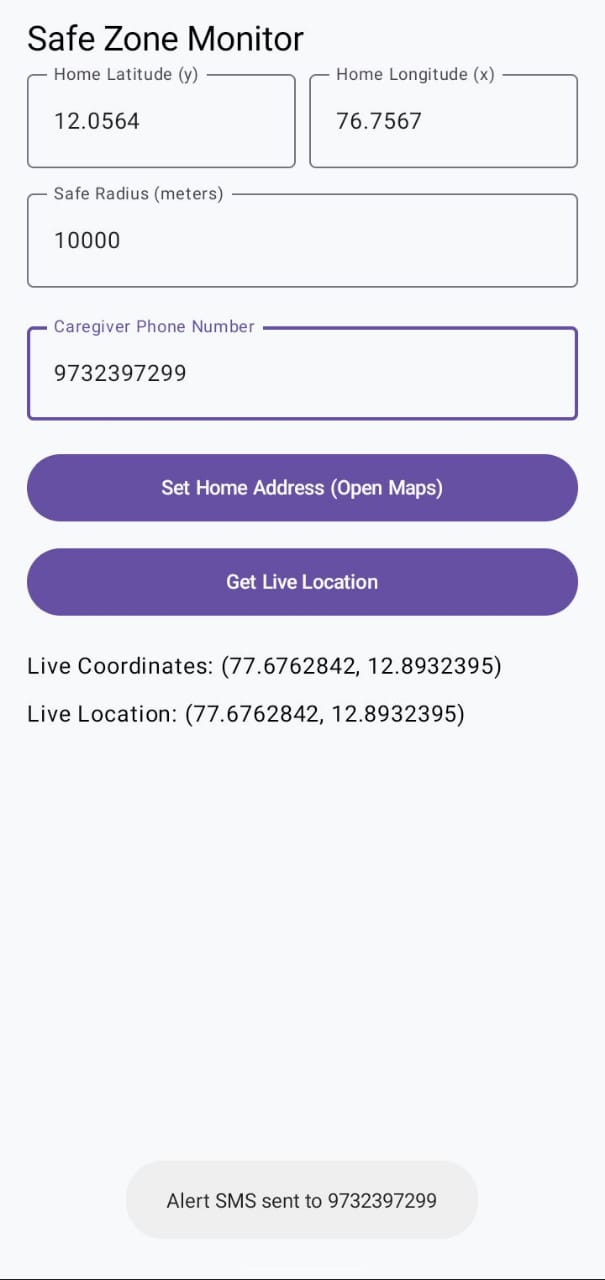 Safe Zone Monitor
Home Latitude (y)
12.0564
Home Longitude (x)
76.7567
Safe Radius (meters)
10000
Caregiver Phone Number
9732397299
Set Home Address (Open Maps)
Get Live Location
Live Coordinates: (77.6762842, 12.8932395)
Live Location: (77.6762842, 12.8932395)
Alert SMS sent to 9732397299